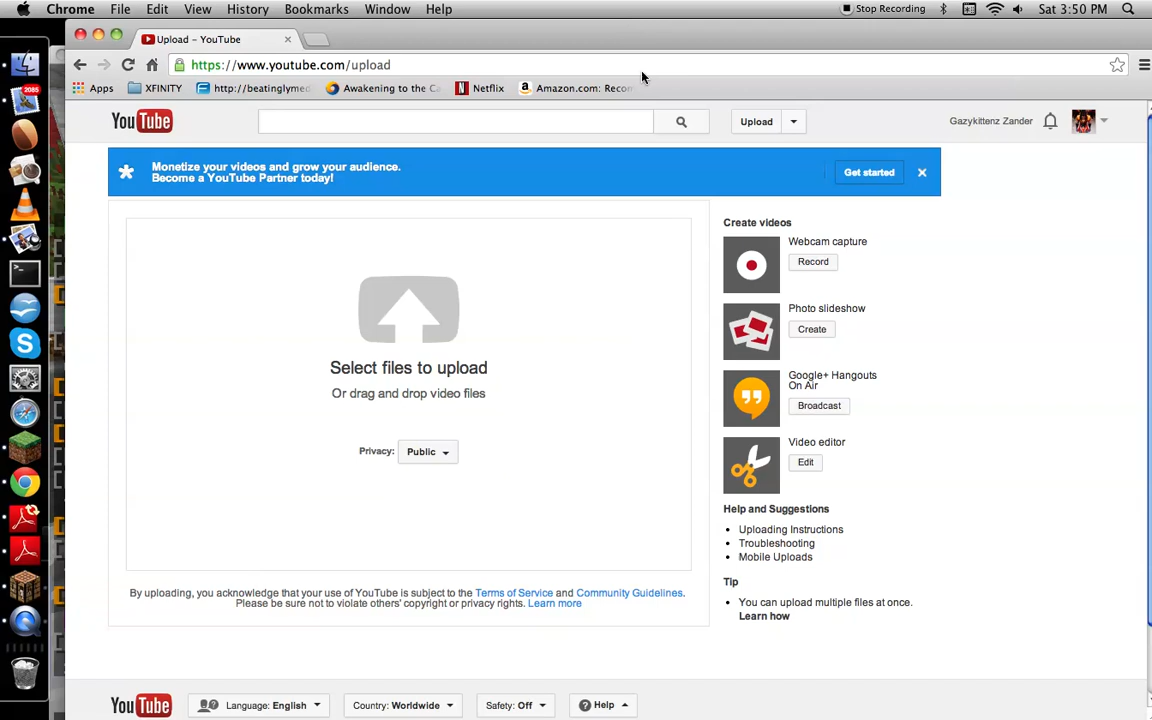 Chrome File Edit View History Bookmarks Window Help Stop Recording Sat 3:50 PM
Upload – YouTube
https://www.youtube.com/upload
Apps XFINITY http://beatinglyme Awakening to the Ca Netflix Amazon.com: Reco
YouTube Upload Gazykittenz Zander
Monetize your videos and grow your audience.
Become a YouTube Partner today!
Get started
Select files to upload
Or drag and drop video files
Privacy: Public
By uploading, you acknowledge that your use of YouTube is subject to the Terms of Service and Community Guidelines.
Please be sure not to violate others' copyright or privacy rights. Learn more
Create videos
Webcam capture
Record
Photo slideshow
Create
Google+ Hangouts
On Air
Broadcast
Video editor
Edit
Help and Suggestions
Uploading Instructions
Troubleshooting
Mobile Uploads
Tip
You can upload multiple files at once.
Learn how
YouTube Language: English Country: Worldwide Safety: Off Help
2085